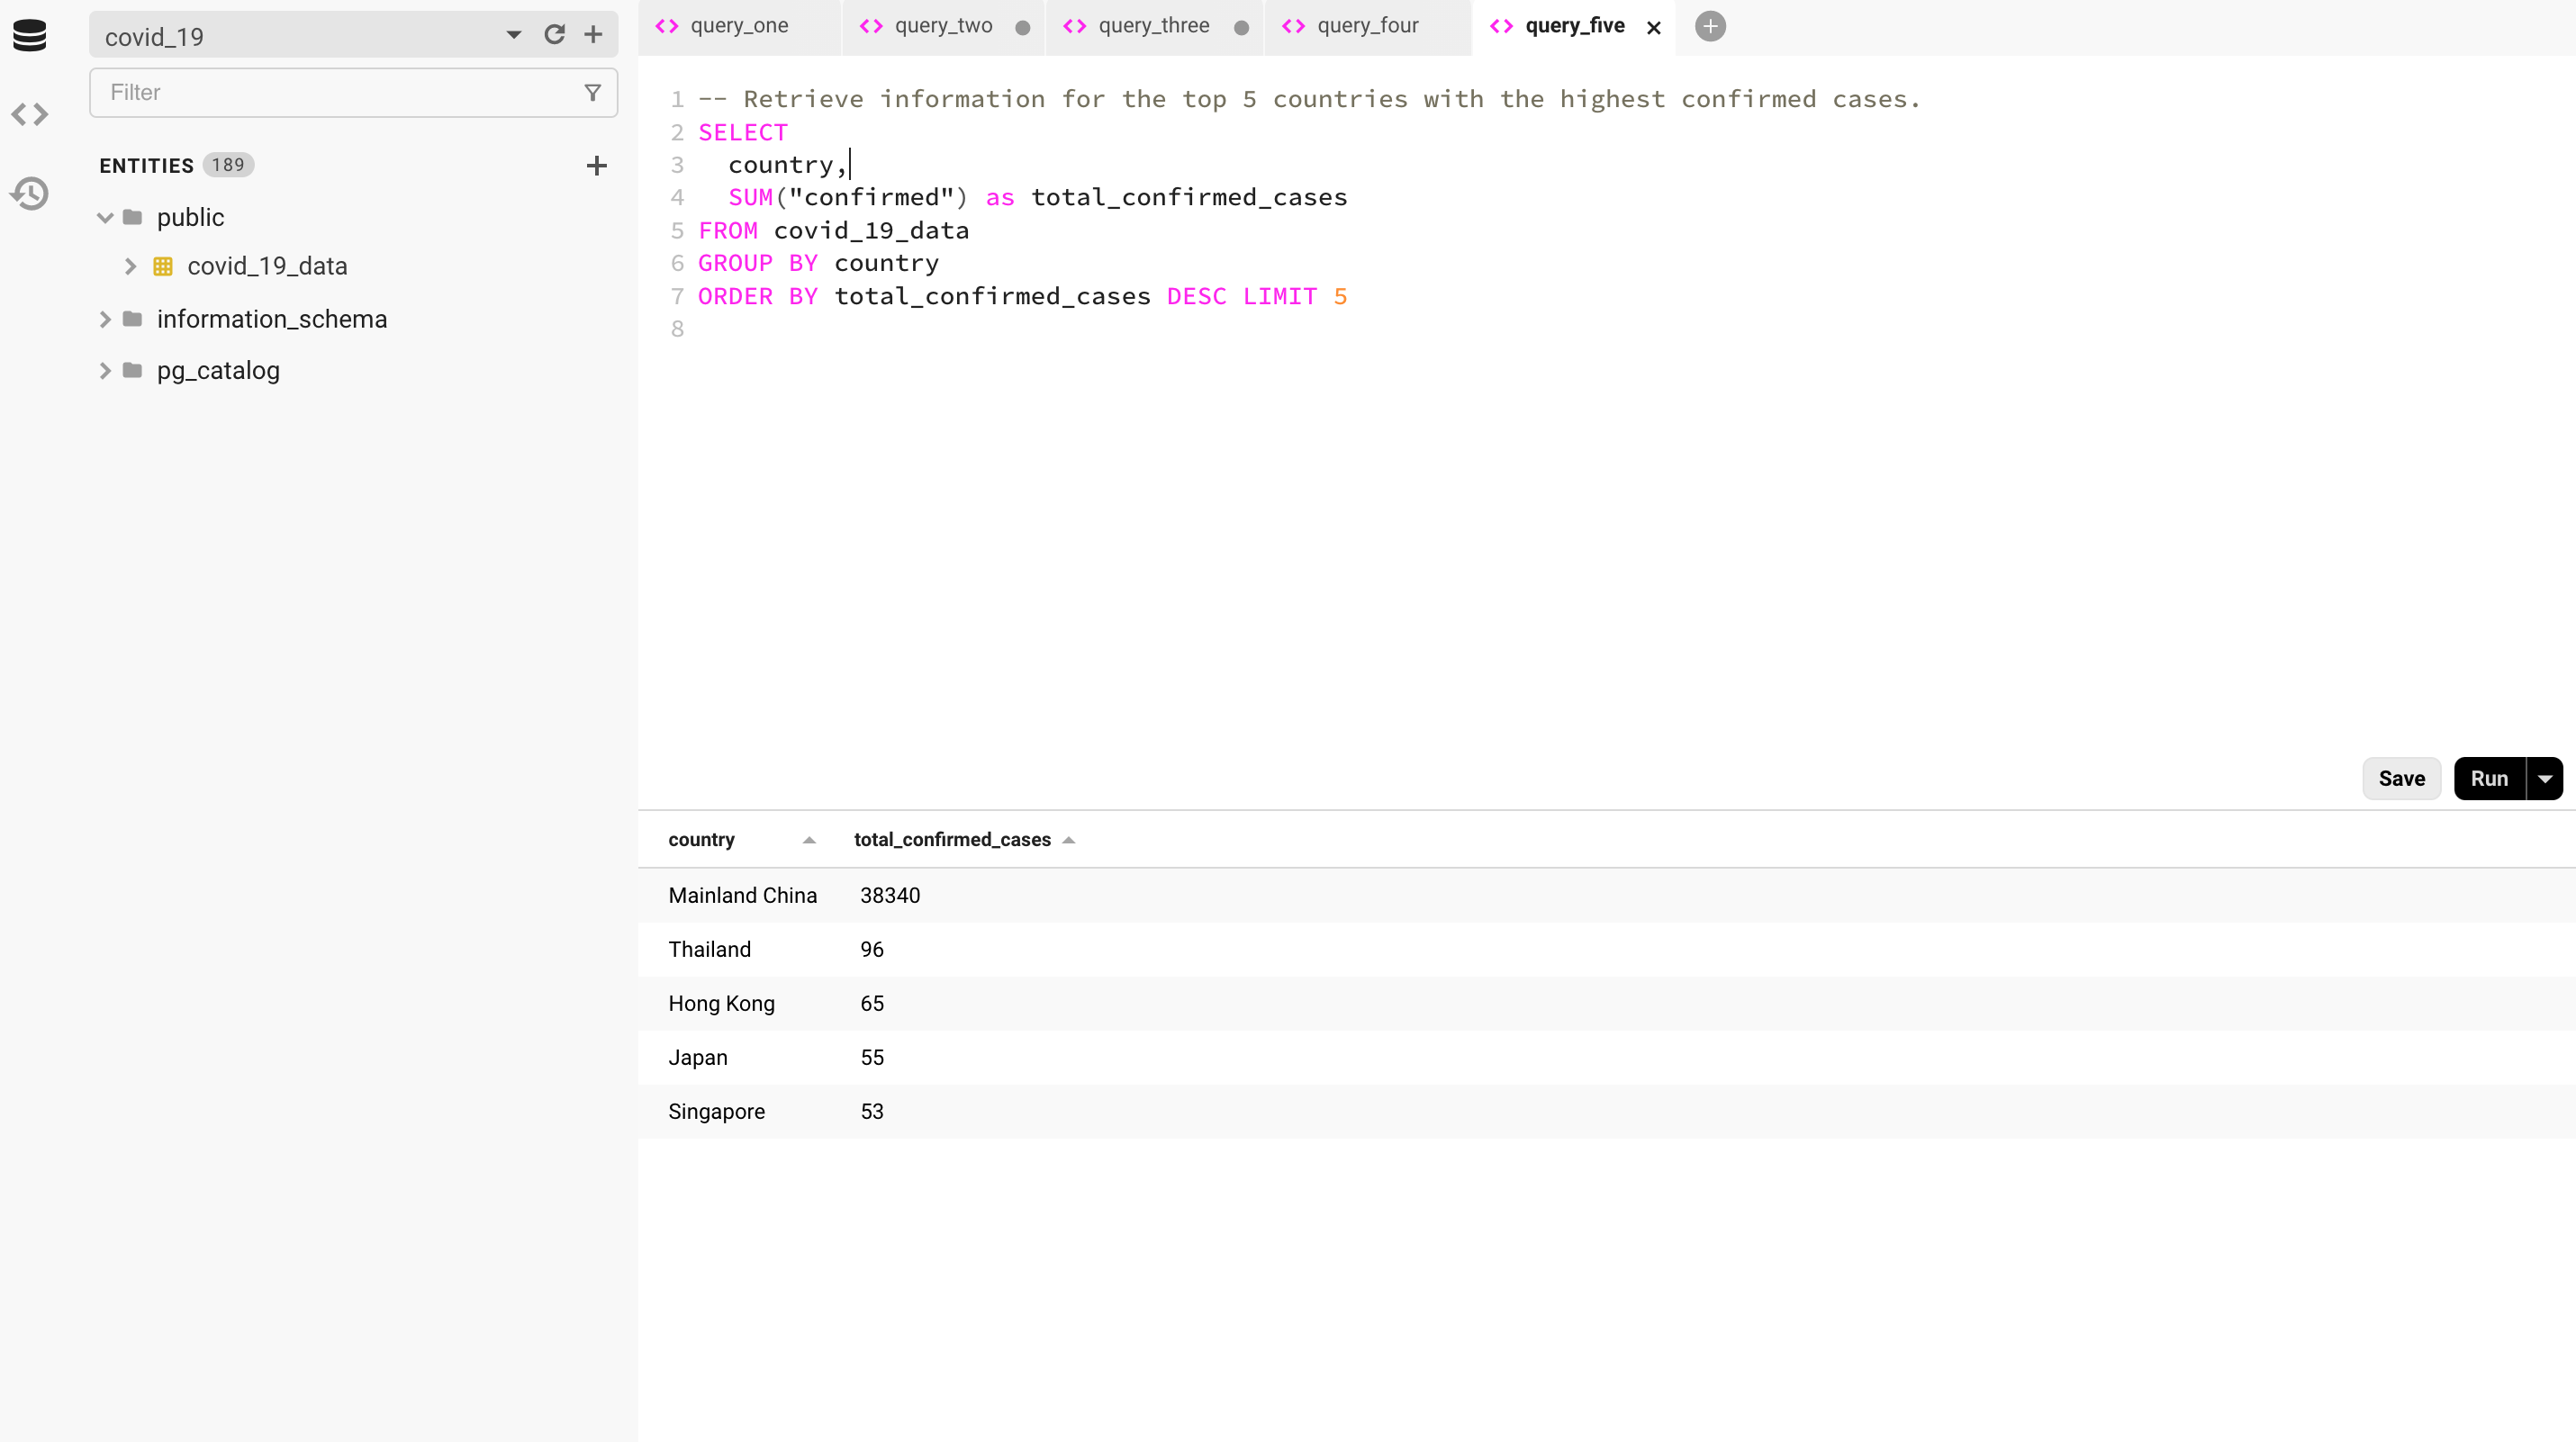 covid_19
Filter
ENTITIES 189
public
covid_19_data
information_schema
pg_catalog
query_one query_two query_three query_four query_five
1 -- Retrieve information for the top 5 countries with the highest confirmed cases.
2 SELECT
3 country,
4 SUM("confirmed") as total_confirmed_cases
5 FROM covid_19_data
6 GROUP BY country
7 ORDER BY total_confirmed_cases DESC LIMIT 5
8
Save Run
country total_confirmed_cases
Mainland China 38340
Thailand 96
Hong Kong 65
Japan 55
Singapore 53